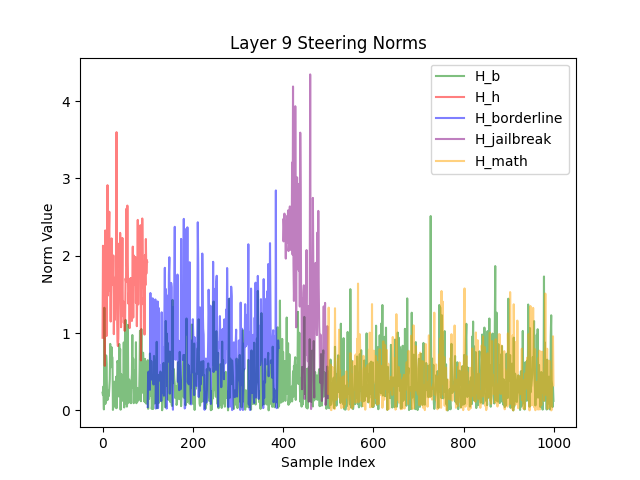 Layer 9 Steering Norms
H_b
H_h
H_borderline
H_jailbreak
H_math
Norm Value
4
3
2
1
0
0 200 400 600 800 1000
Sample Index